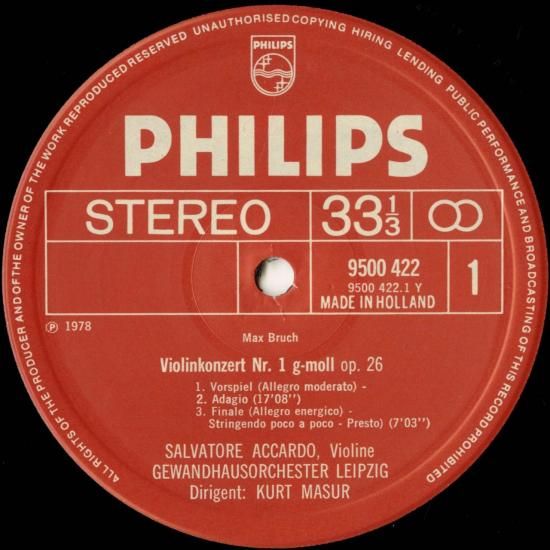 ALL RIGHTS OF THE PRODUCER AND OF THE OWNER OF THE WORK REPRODUCED RESERVED UNAUTHORISED COPYING HIRING LENDING PUBLIC PERFORMANCE AND BROADCASTING OF THIS RECORD PROHIBITED
PHILIPS
PHILIPS
STEREO 33 1/3
9500 422
9500 422.1 Y
MADE IN HOLLAND
1
℗ 1978
Max Bruch
Violinkonzert Nr. 1 g-moll op. 26
1. Vorspiel (Allegro moderato) -
2. Adagio (17'08'')
3. Finale (Allegro energico) -
Stringendo poco a poco - Presto) (7'03'')
SALVATORE ACCARDO, Violine
GEWANDHAUSORCHESTER LEIPZIG
Dirigent: KURT MASUR